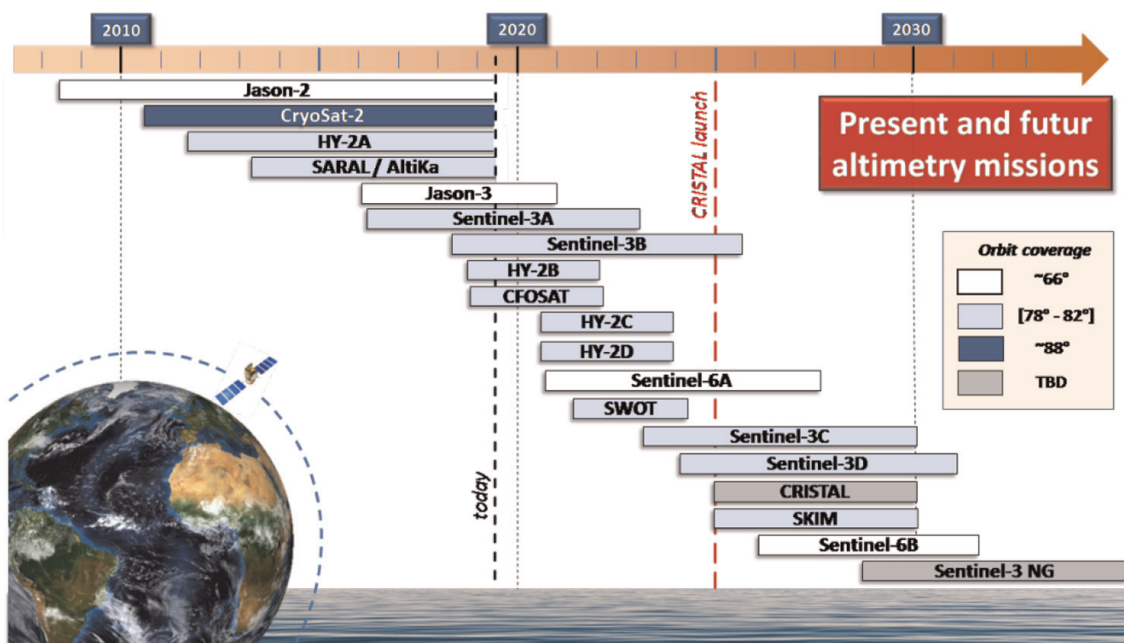 2010
2020
2030
Jason-2
CryoSat-2
HY-2A
SARAL / AltiKa
Jason-3
Sentinel-3A
Sentinel-3B
HY-2B
CFOSAT
HY-2C
HY-2D
Sentinel-6A
SWOT
Sentinel-3C
Sentinel-3D
CRISTAL
SKIM
Sentinel-6B
Sentinel-3 NG
today
CRISTAL launch
Present and futur
altimetry missions
Orbit coverage
~66°
[78° - 82°]
~88°
TBD